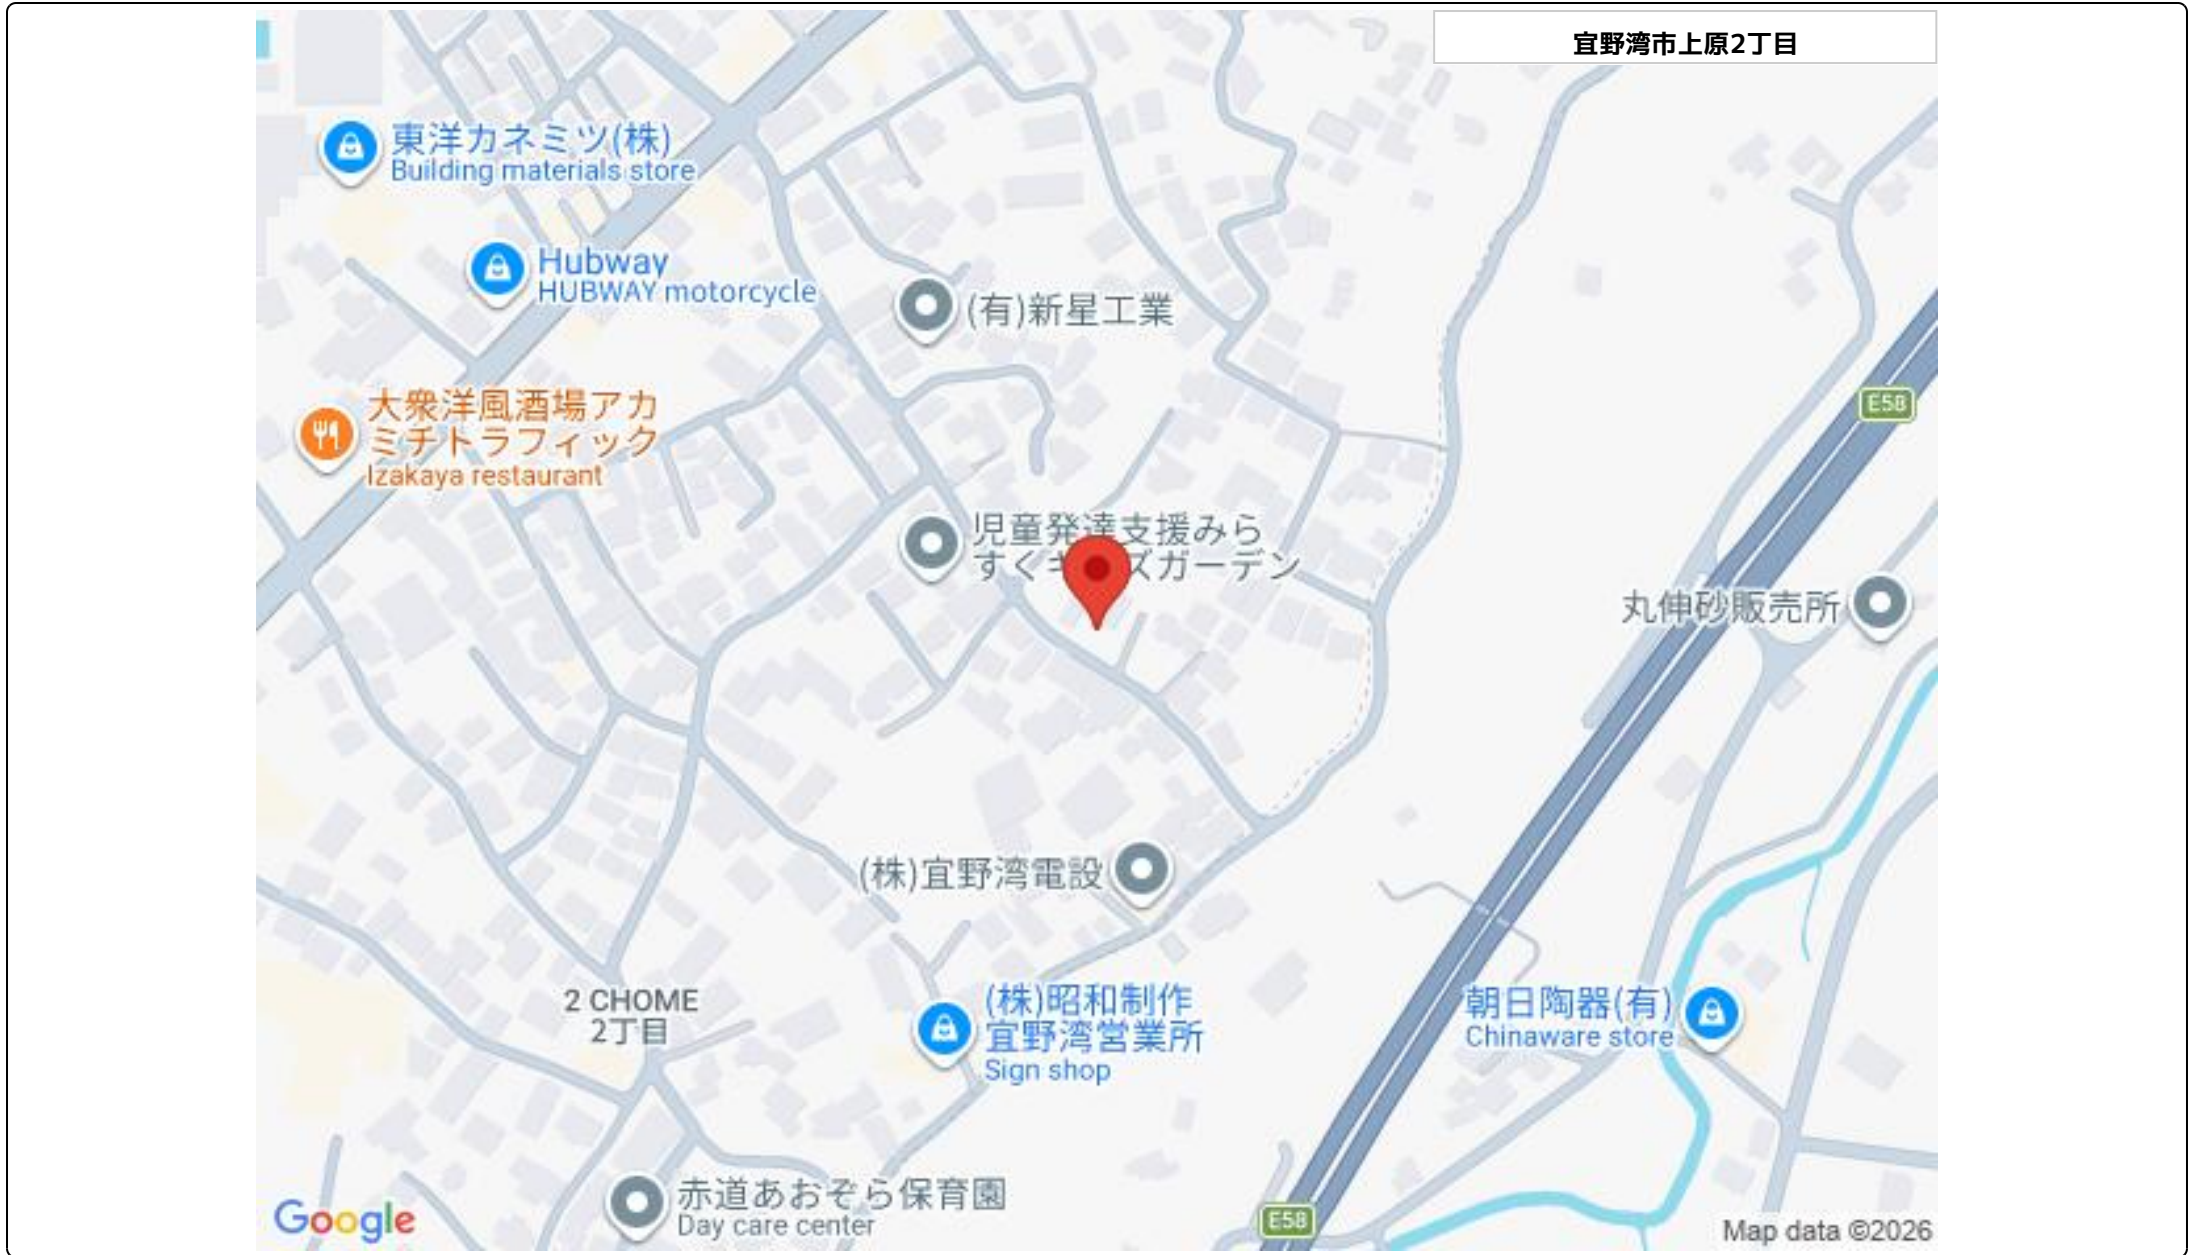 宜野湾市上原2丁目
東洋カネミツ(株)
Building materials store
Hubway
HUBWAY motorcycle
(有)新星工業
大衆洋風酒場アカ
ミチトラフィック
Izakaya restaurant
E58
児童発達支援みら
すくキッズガーデン
丸伸砂販売所
(株)宜野湾電設
2 CHOME
2丁目
(株)昭和制作
宜野湾営業所
Sign shop
朝日陶器(有)
Chinaware store
赤道あおぞら保育園
Day care center
E58
Google
Map data ©2026